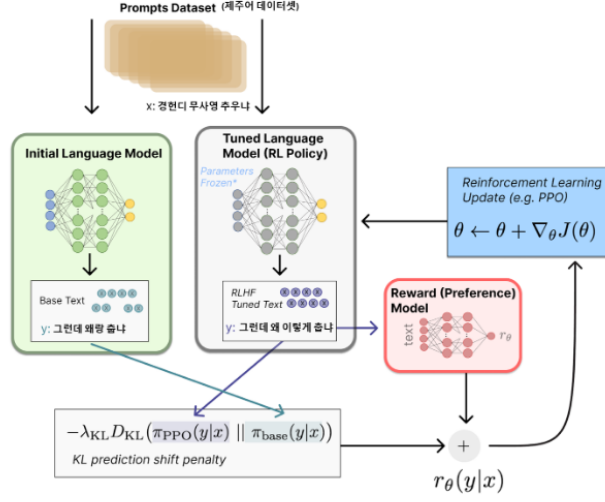 Prompts Dataset (제주어 데이터셋)
x: 경헌디 무사영 추우냐
Initial Language Model
Tuned Language
Model (RL Policy)
Parameters
Frozen*
Base Text
y: 그런데 왜랑 춥냐
RLHF
Tuned Text
y: 그런데 왜 이렇게 춥냐
Reinforcement Learning
Update (e.g. PPO)
θ ← θ + ∇θJ(θ)
Reward (Preference)
Model
text
rθ
−λKL DKL(πPPO(y|x) || πbase(y|x))
KL prediction shift penalty
+
rθ(y|x)